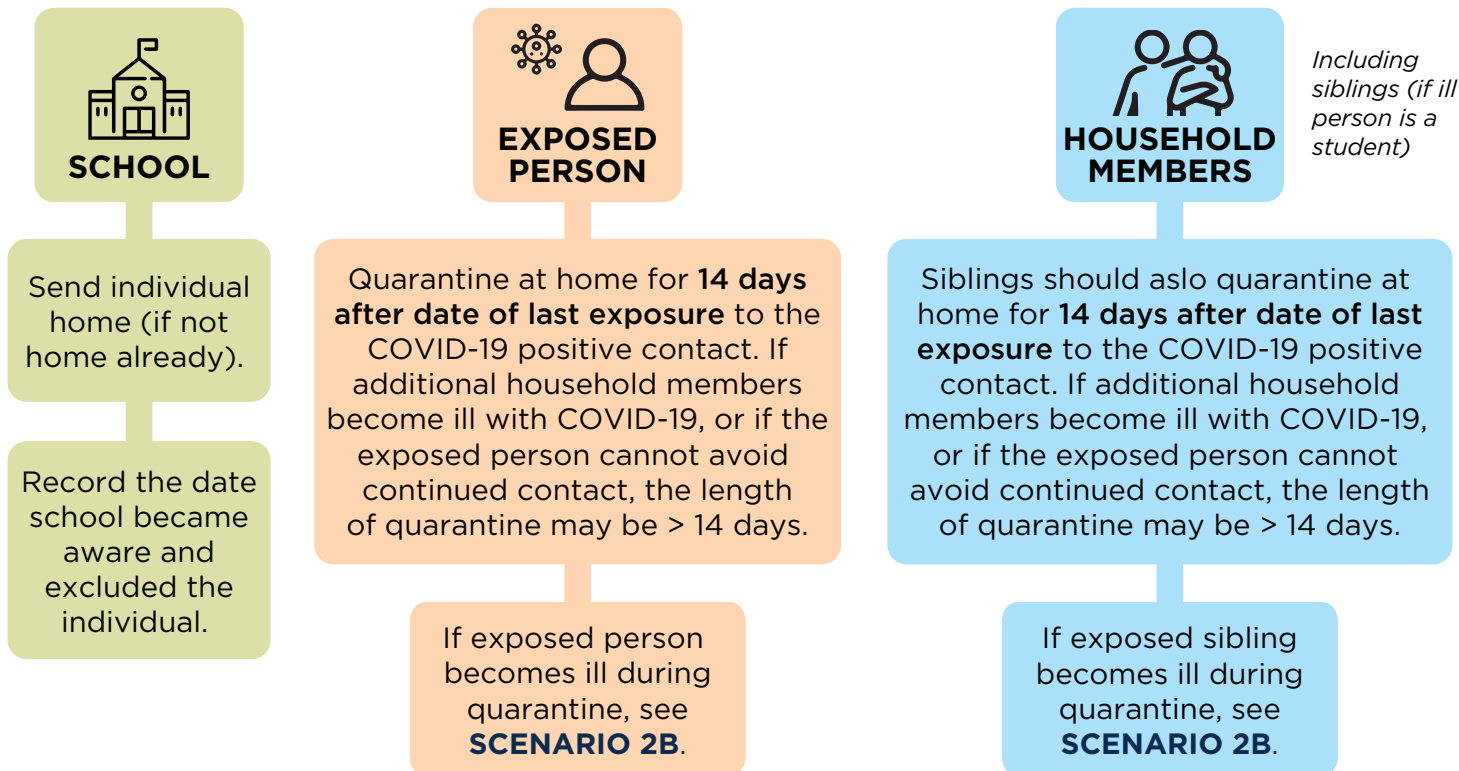 SCHOOL
Send individual
home (if not
home already).
Record the date
school became
aware and
excluded the
individual.
EXPOSED
PERSON
Quarantine at home for 14 days
after date of last exposure to the
COVID-19 positive contact. If
additional household members
become ill with COVID-19, or if the
exposed person cannot avoid
continued contact, the length
of quarantine may be > 14 days.
If exposed person
becomes ill during
quarantine, see
SCENARIO 2B.
HOUSEHOLD
MEMBERS
Including
siblings (if ill
person is a
student)
Siblings should aslo quarantine at
home for 14 days after date of last
exposure to the COVID-19 positive
contact. If additional household
members become ill with COVID-19,
or if the exposed person cannot
avoid continued contact, the length
of quarantine may be > 14 days.
If exposed sibling
becomes ill during
quarantine, see
SCENARIO 2B.